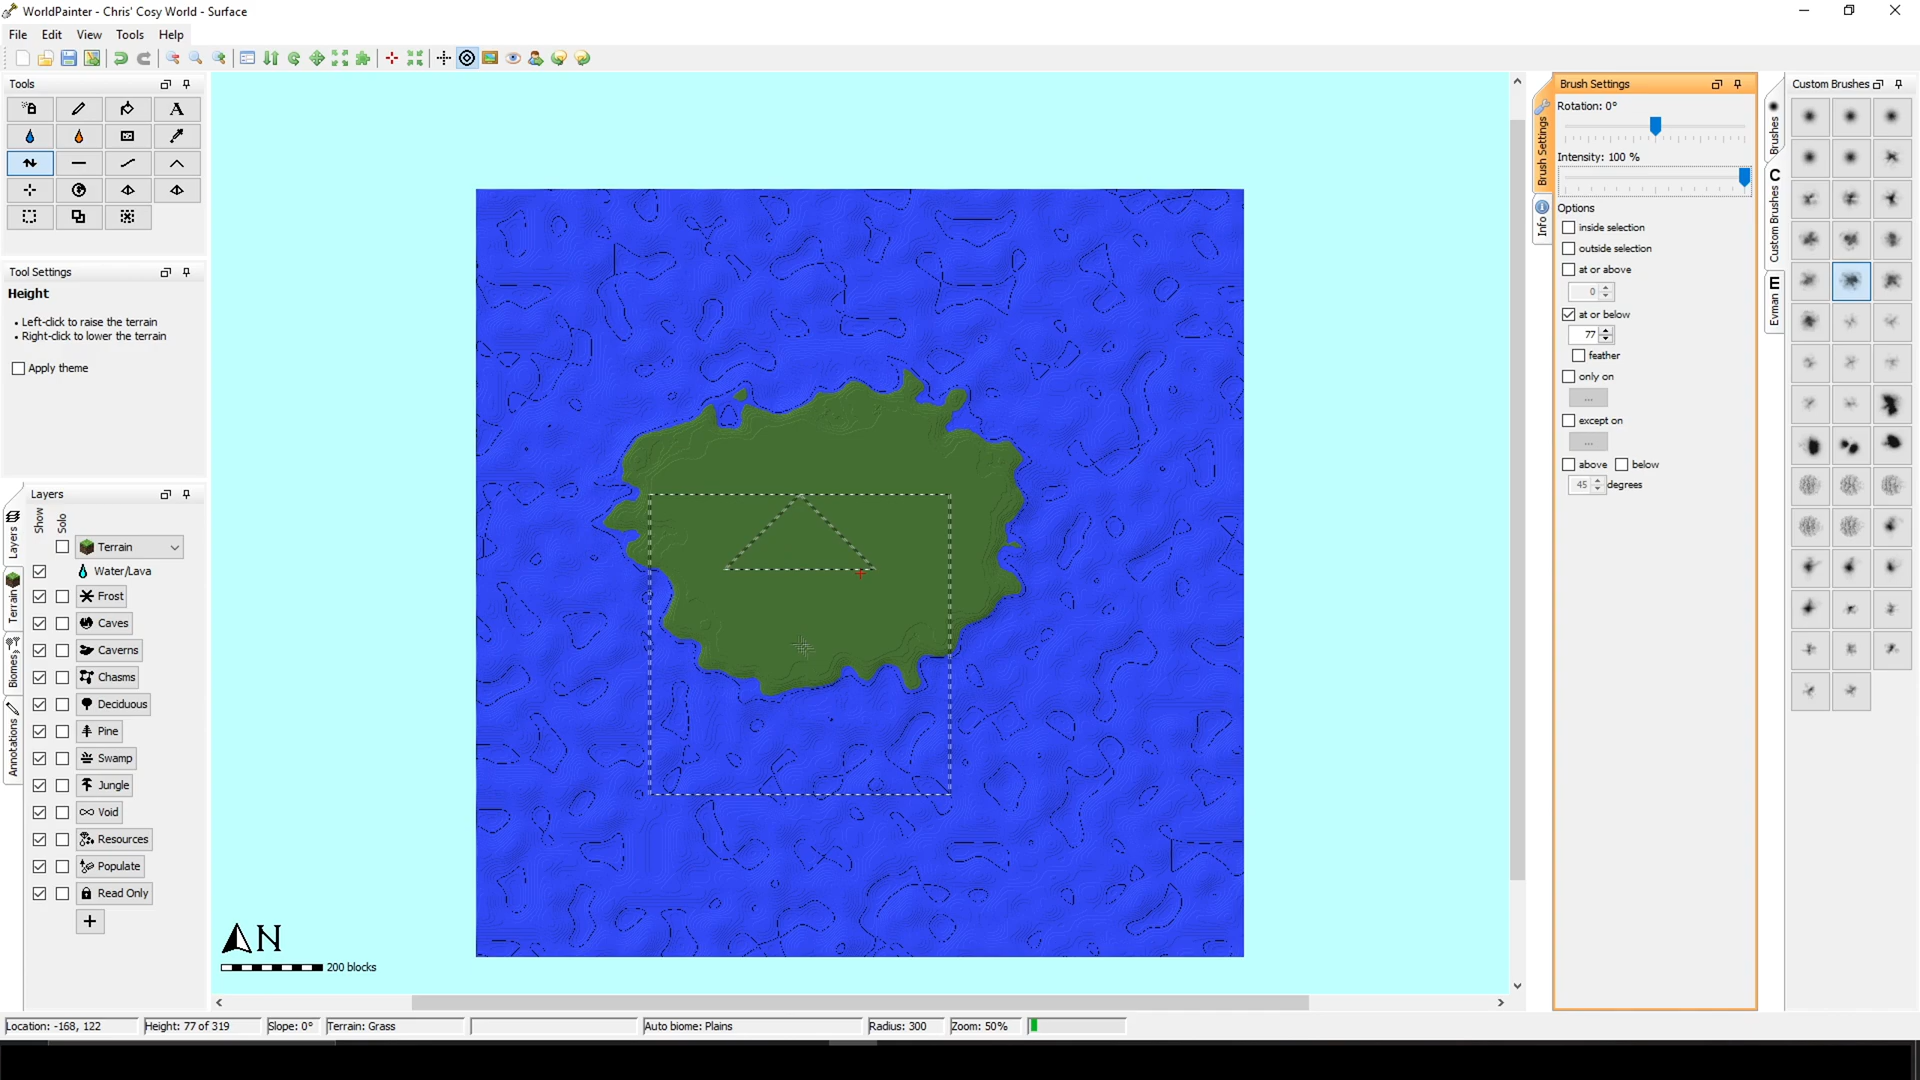 WorldPainter - Chris' Cosy World - Surface
File Edit View Tools Help
Tools
A
Tool Settings
Height
• Left-click to raise the terrain
• Right-click to lower the terrain
Apply theme
Layers
Show
Solo
Terrain
Water/Lava
Frost
Caves
Caverns
Chasms
Deciduous
Pine
Swamp
Jungle
Void
Resources
Populate
Read Only
+
Layers
Terrain
Biomes
Annotations
N
200 blocks
Brush Settings
Info
Brush Settings
Rotation: 0°
Intensity: 100 %
Options
inside selection
outside selection
at or above
0
at or below
77
feather
only on
...
except on
...
above below
45 degrees
Brushes
C Custom Brushes
E Evman
Custom Brushes
Location: -168, 122 Height: 77 of 319 Slope: 0° Terrain: Grass Auto biome: Plains Radius: 300 Zoom: 50%